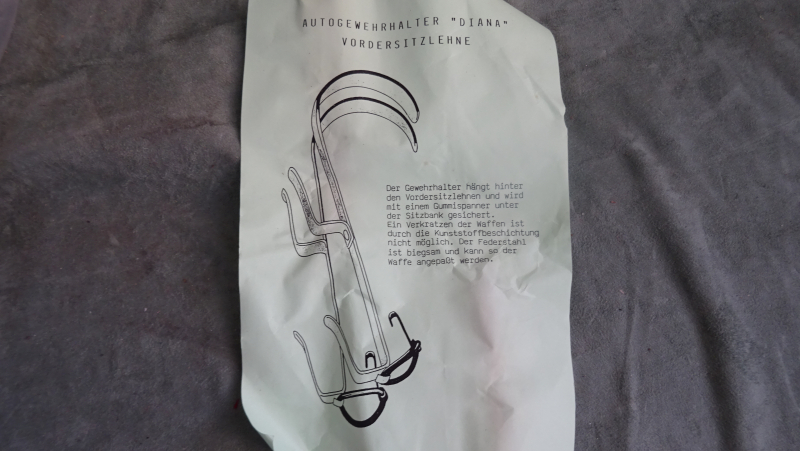 AUTOGEWEHRHALTER "DIANA"
VORDERSITZLEHNE
Der Gewehrhalter hängt hinter
den Vordersitzlehnen und wird
mit einem Gummispanner unter
der Sitzbank gesichert.
Ein Verkratzen der Waffen ist
durch die Kunststoffbeschichtung
nicht möglich. Der Federstahl
ist biegsam und kann so der
Waffe angepaßt werden.